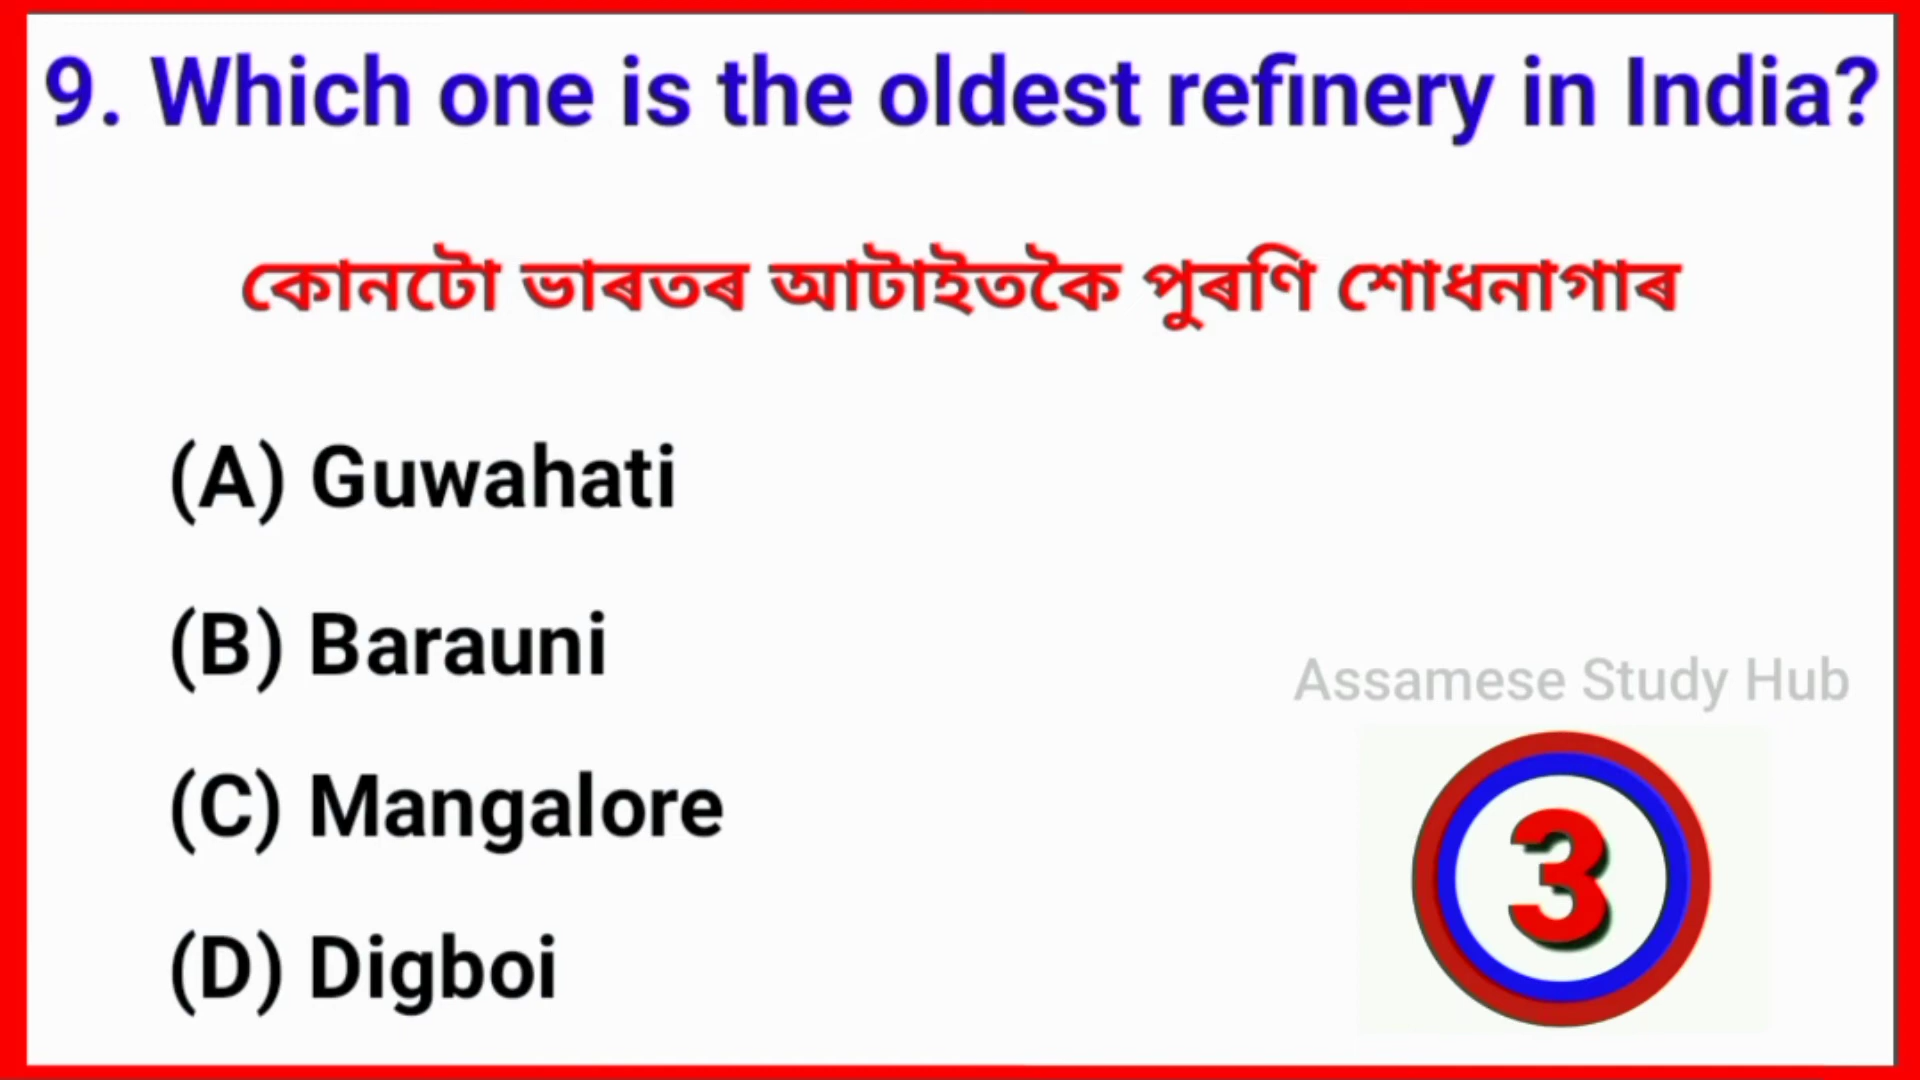 9. Which one is the oldest refinery in India?
কোনটো ভাৰতৰ আটাইতকৈ পুৰণি শোধনাগাৰ
(A) Guwahati
(B) Barauni
Assamese Study Hub
(C) Mangalore
3
(D) Digboi